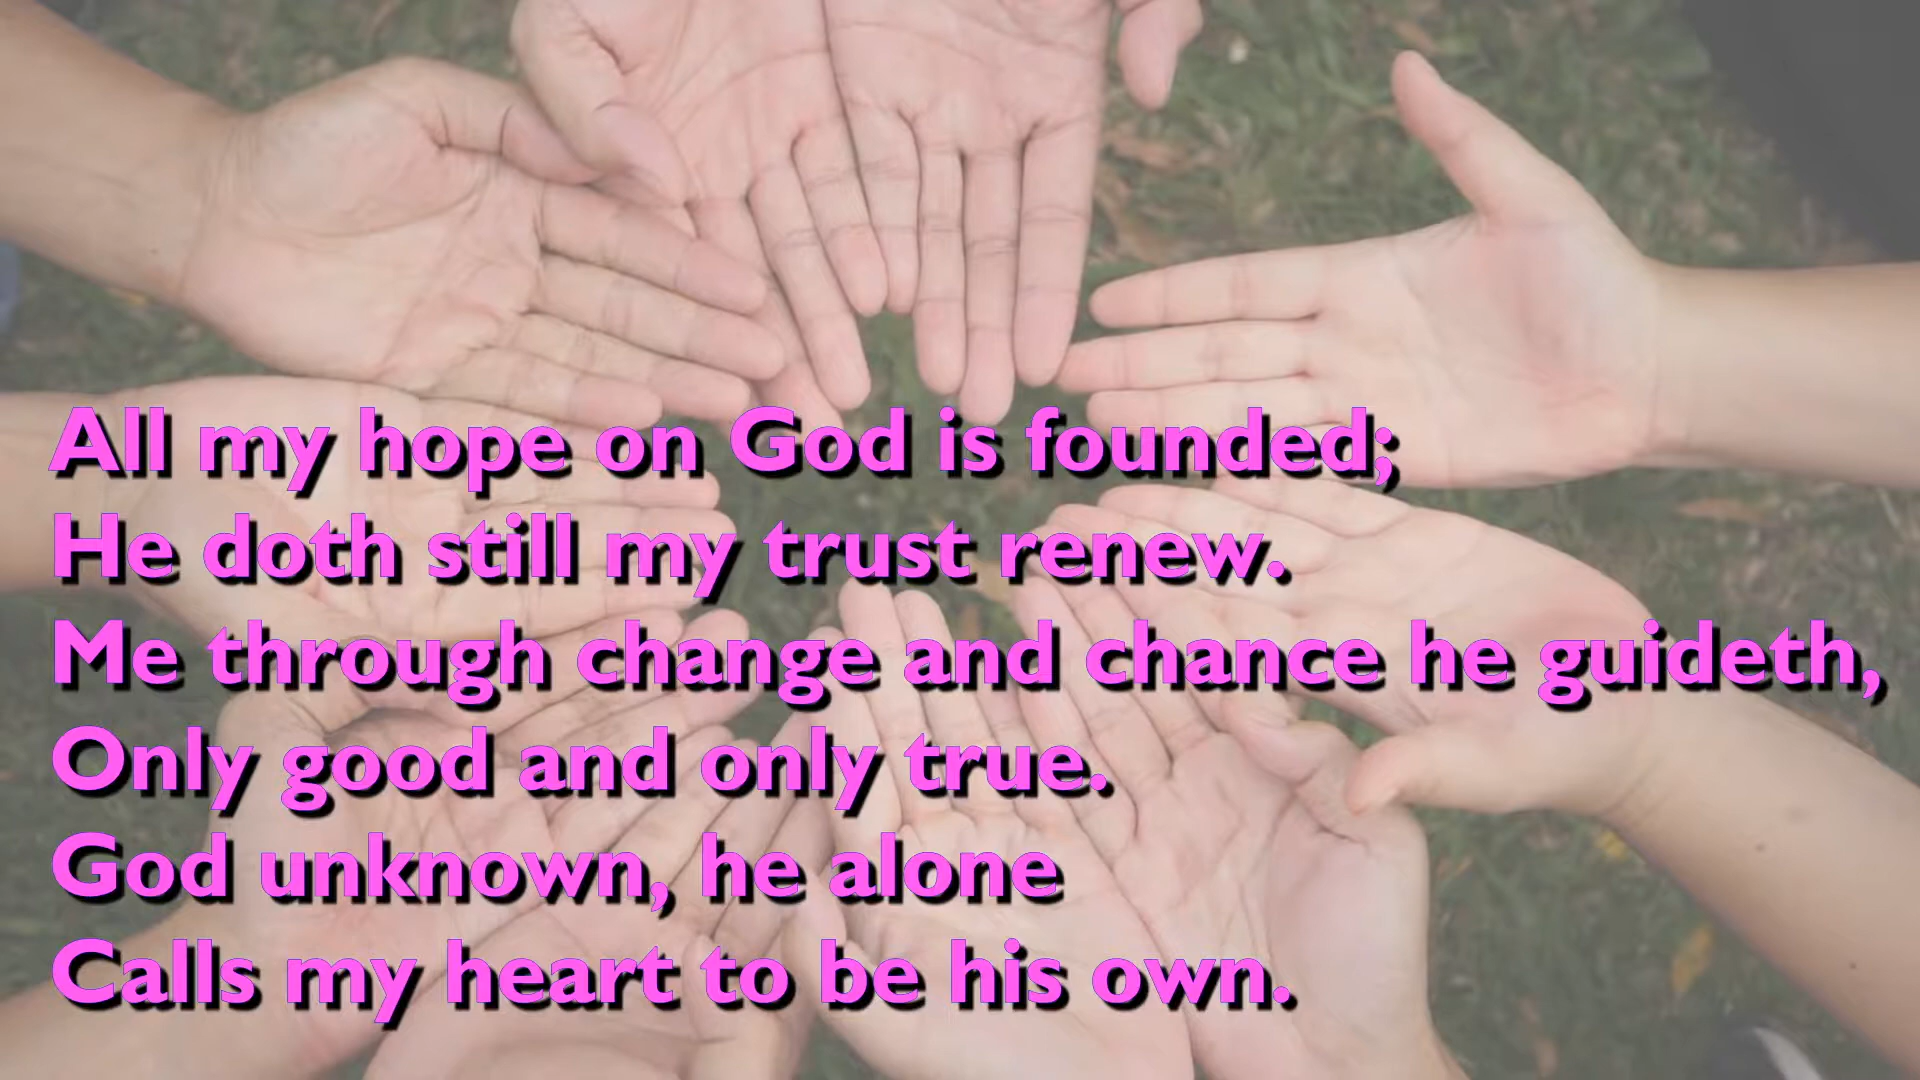 All my hope on God is founded;
He doth still my trust renew.
Me through change and chance he guideth,
Only good and only true.
God unknown, he alone
Calls my heart to be his own.